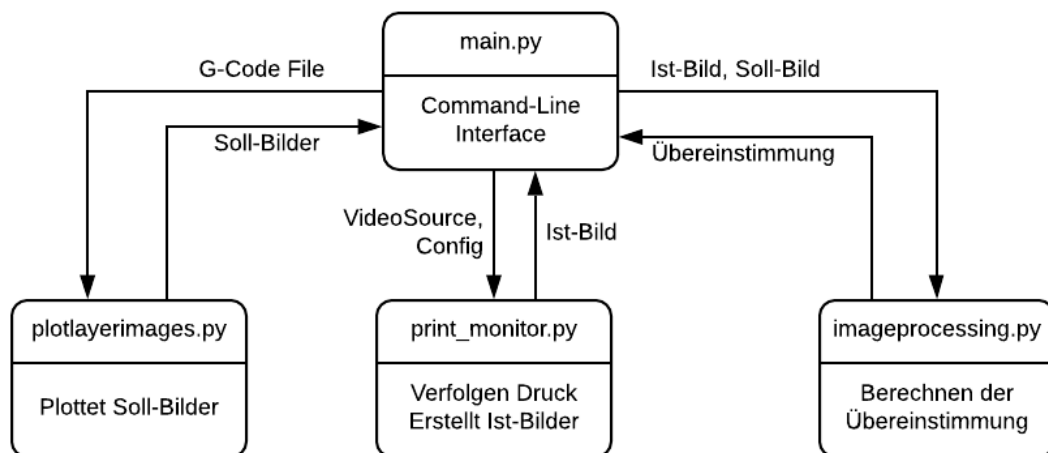 main.py
Command-Line
Interface
G-Code File
Soll-Bilder
Ist-Bild, Soll-Bild
Übereinstimmung
VideoSource,
Config
Ist-Bild
plotlayerimages.py
Plottet Soll-Bilder
print_monitor.py
Verfolgen Druck
Erstellt Ist-Bilder
imageprocessing.py
Berechnen der
Übereinstimmung